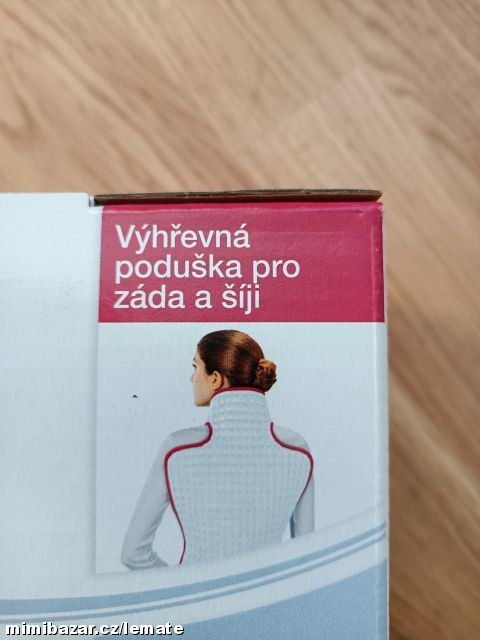 Výhřevná
poduška pro
záda a šíji
mimibazar.cz/lemate